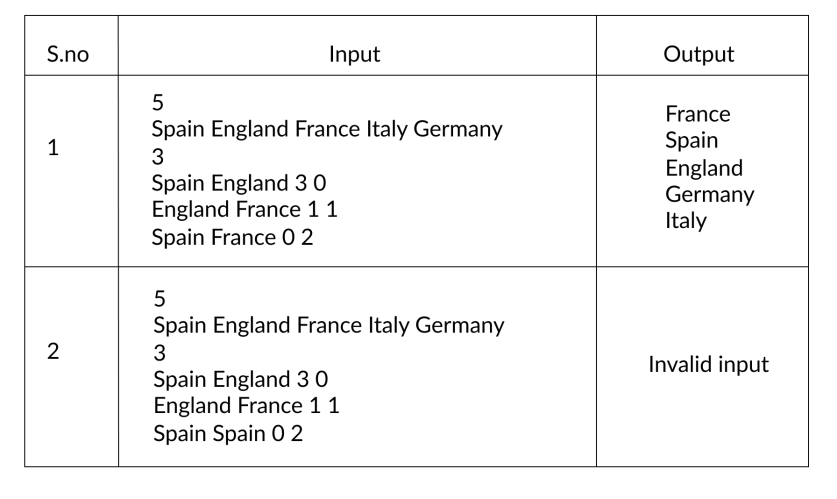 S.no Input Output
1
5
Spain England France Italy Germany
3
Spain England 3 0
England France 1 1
Spain France 0 2
France
Spain
England
Germany
Italy
2
5
Spain England France Italy Germany
3
Spain England 3 0
England France 1 1
Spain Spain 0 2
Invalid input